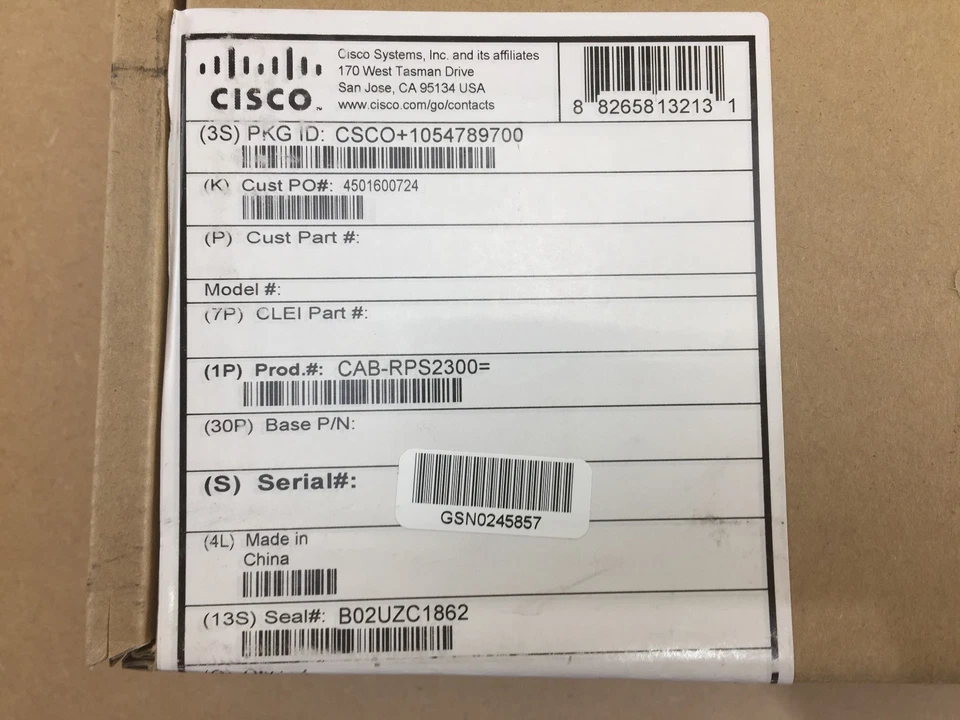 CISCO™
Cisco Systems, Inc. and its affiliates
170 West Tasman Drive
San Jose, CA 95134 USA
www.cisco.com/go/contacts
8 82658 13213 1
(3S) PKG ID: CSCO+1054789700
(K) Cust PO#: 4501600724
(P) Cust Part #:
Model #:
(7P) CLEI Part #:
(1P) Prod.#: CAB-RPS2300=
(30P) Base P/N:
(S) Serial#:
GSN0245857
(4L) Made in
China
(13S) Seal#: B02UZC1862